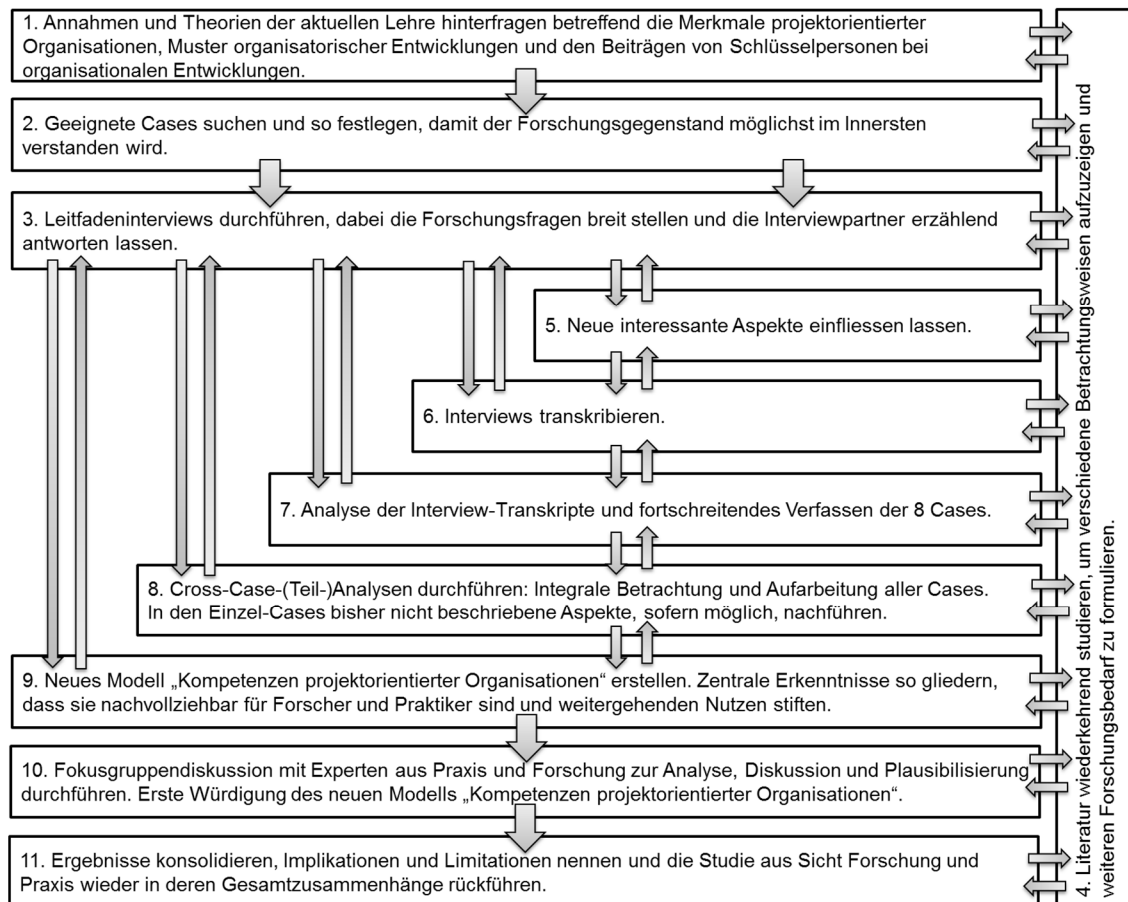 1. Annahmen und Theorien der aktuellen Lehre hinterfragen betreffend die Merkmale projektorientierter
Organisationen, Muster organisatorischer Entwicklungen und den Beiträgen von Schlüsselpersonen bei
organisationalen Entwicklungen.
2. Geeignete Cases suchen und so festlegen, damit der Forschungsgegenstand möglichst im Innersten
verstanden wird.
3. Leitfadeninterviews durchführen, dabei die Forschungsfragen breit stellen und die Interviewpartner erzählend
antworten lassen.
5. Neue interessante Aspekte einfliessen lassen.
6. Interviews transkribieren.
7. Analyse der Interview-Transkripte und fortschreitendes Verfassen der 8 Cases.
8. Cross-Case-(Teil-)Analysen durchführen: Integrale Betrachtung und Aufarbeitung aller Cases.
In den Einzel-Cases bisher nicht beschriebene Aspekte, sofern möglich, nachführen.
9. Neues Modell „Kompetenzen projektorientierter Organisationen“ erstellen. Zentrale Erkenntnisse so gliedern,
dass sie nachvollziehbar für Forscher und Praktiker sind und weitergehenden Nutzen stiften.
10. Fokusgruppendiskussion mit Experten aus Praxis und Forschung zur Analyse, Diskussion und Plausibilisierung
durchführen. Erste Würdigung des neuen Modells „Kompetenzen projektorientierter Organisationen“.
11. Ergebnisse konsolidieren, Implikationen und Limitationen nennen und die Studie aus Sicht Forschung und
Praxis wieder in deren Gesamtzusammenhänge rückführen.
4. Literatur wiederkehrend studieren, um verschiedene Betrachtungsweisen aufzuzeigen und
weiteren Forschungsbedarf zu formulieren.